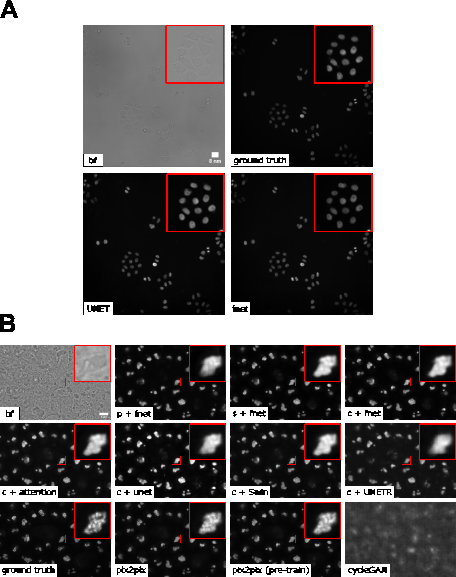 A
bf
ground truth
UNET
fnet
B
bf
p + fnet
s + fnet
c + fnet
c + attention
c + unet
c + Swin
c + UNETR
ground truth
pix2pix
pix2pix (pre-train)
cycleGAN